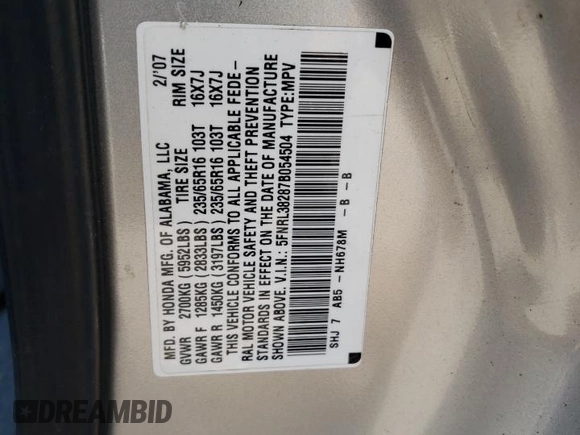 MFD. BY HONDA MFG. OF ALABAMA, LLC 2/'07
TIRE SIZE RIM SIZE
GVWR 2700KG (5952LBS)
GAWR F 1285KG (2833LBS) 235/65R16 103T 16X7J
GAWR R 1450KG (3197LBS) 235/65R16 103T 16X7J
THIS VEHICLE CONFORMS TO ALL APPLICABLE FEDE-
RAL MOTOR VEHICLE SAFETY AND THEFT PREVENTION
STANDARDS IN EFFECT ON THE DATE OF MANUFACTURE
SHOWN ABOVE. V.I.N.: 5FNRL38287B054504 TYPE:MPV
SHJ 7 AB5 - NH678M - B - B
DREAMBID